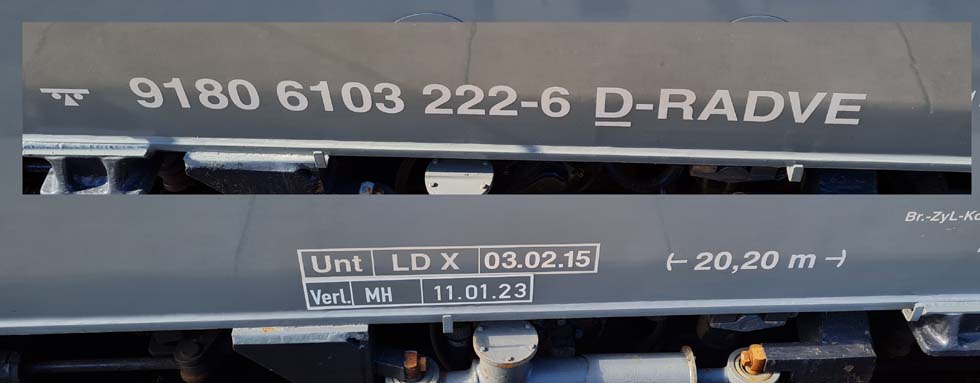 9180 6103 222-6 D-RADVE
Br.-ZyL-Ko
Unt LD X 03.02.15
20,20 m
Verl. MH 11.01.23